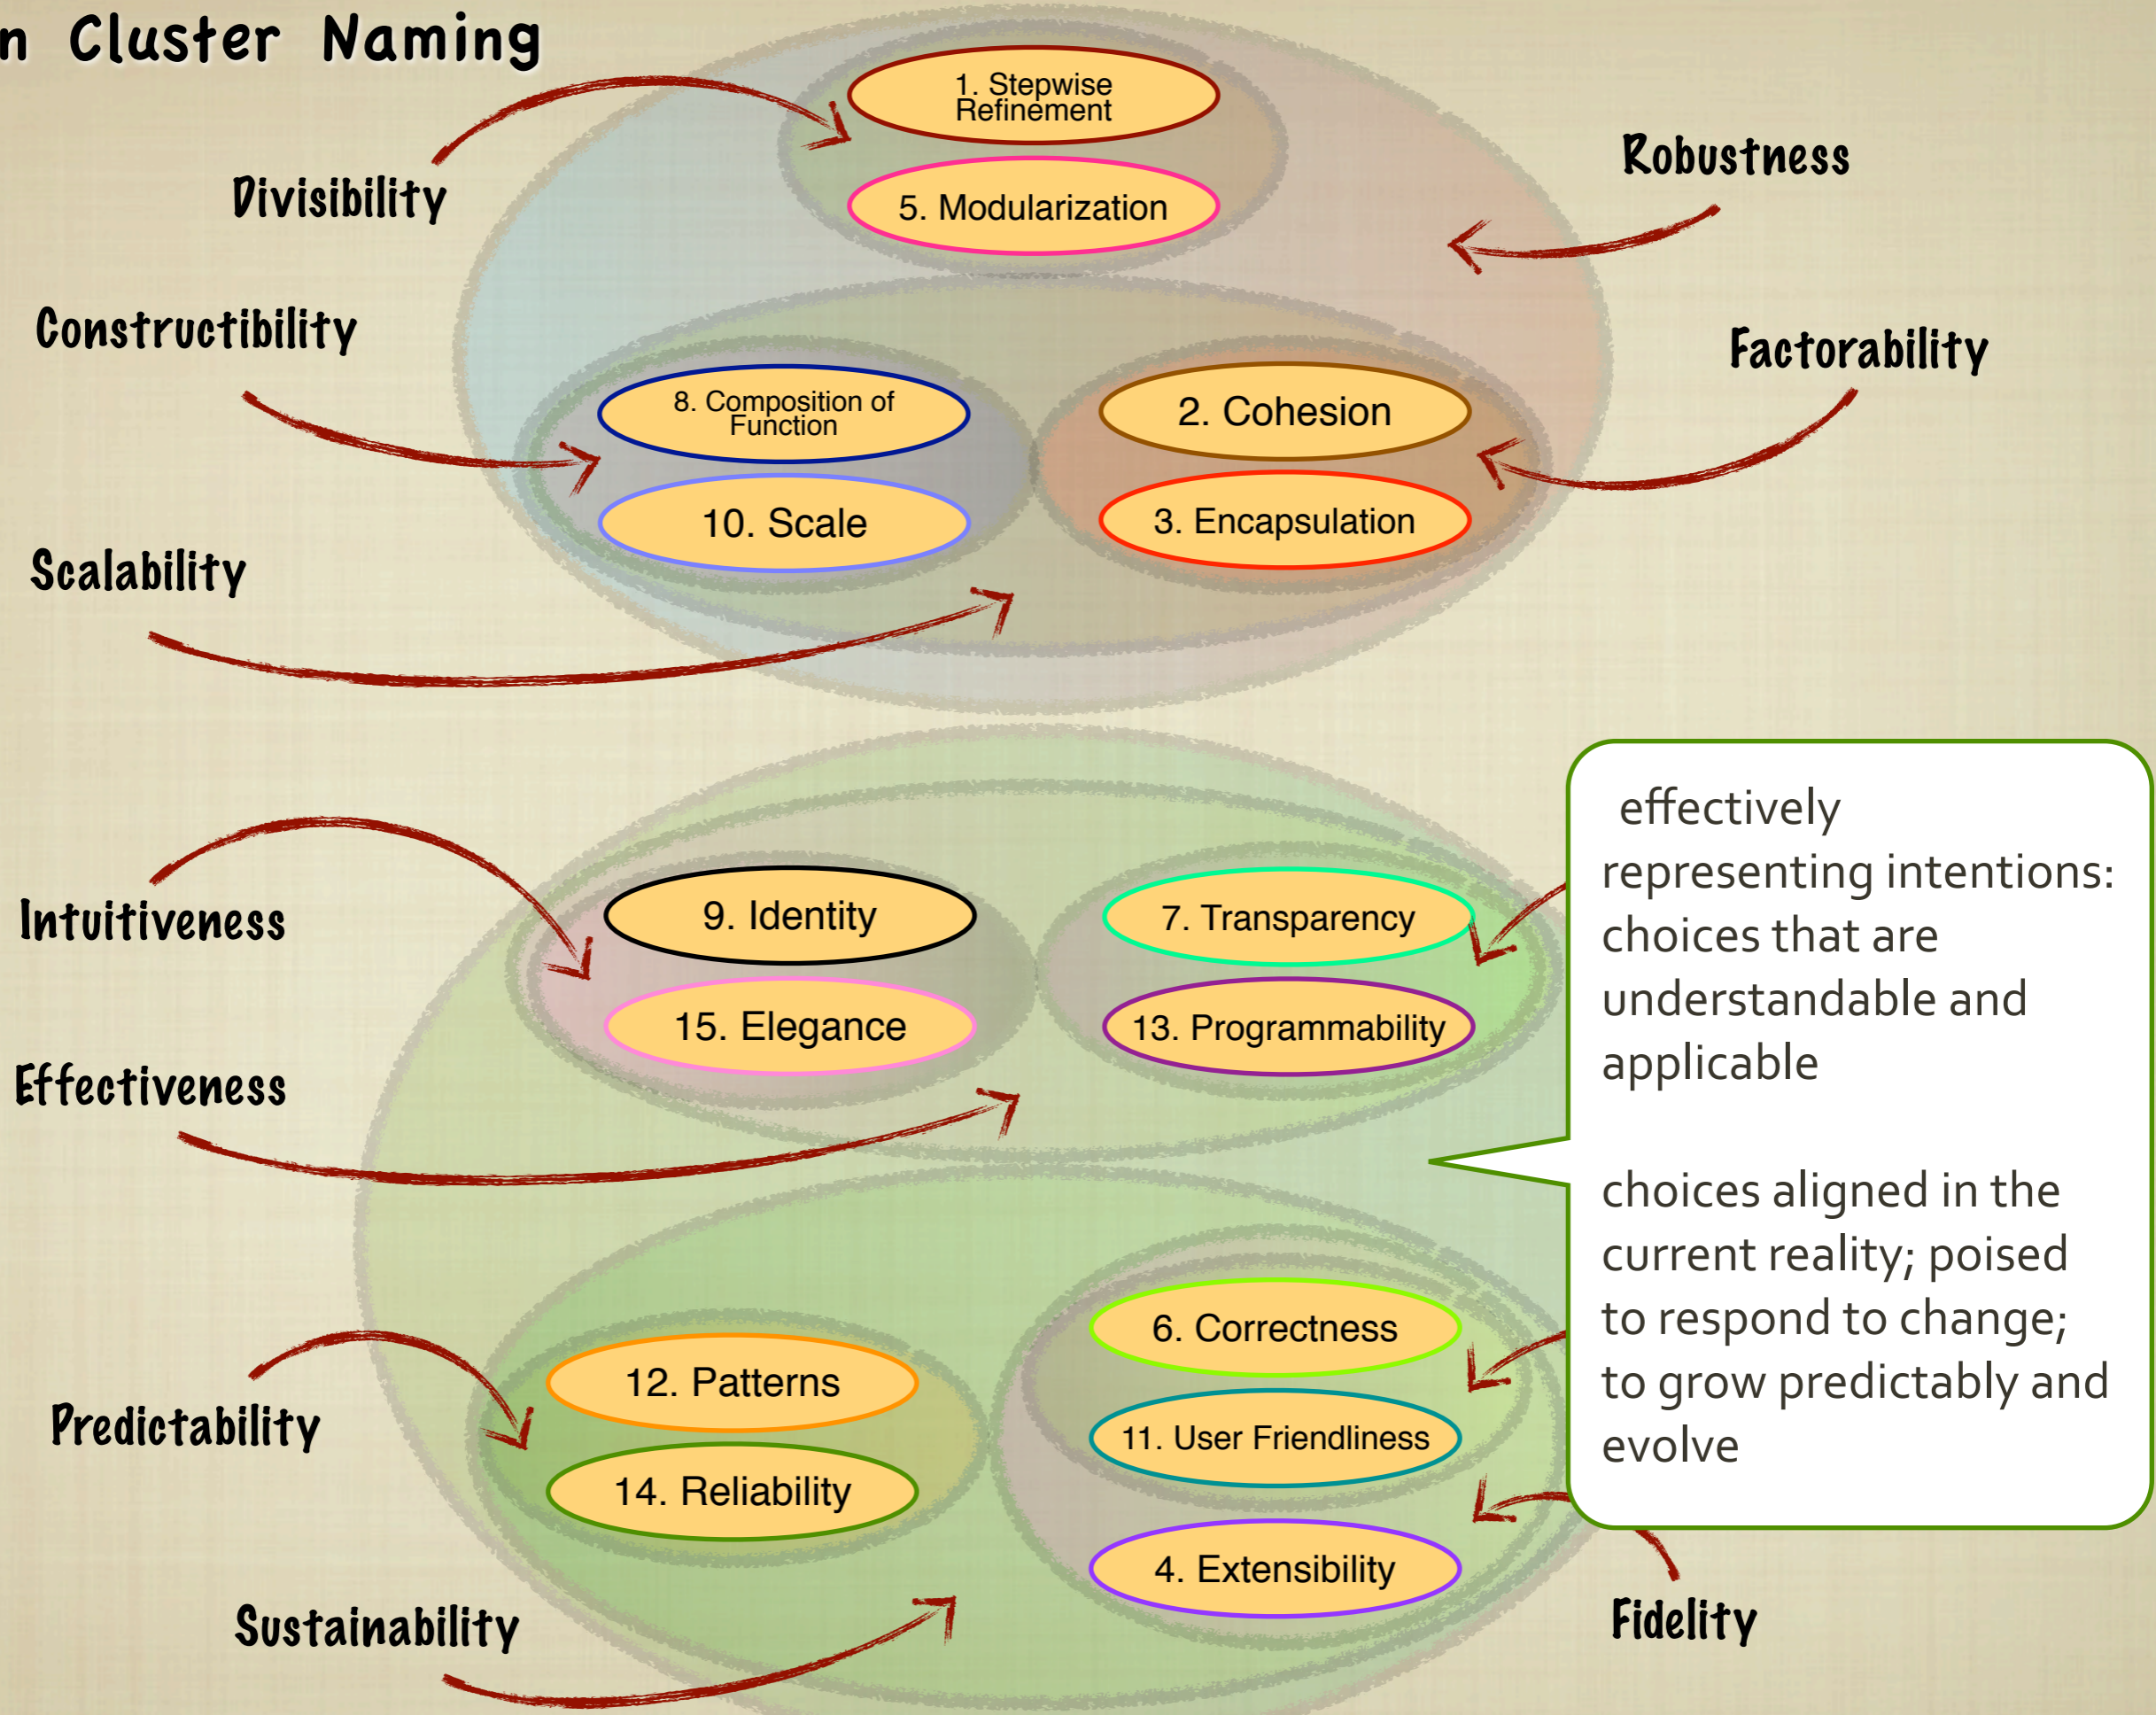 n Cluster Naming
1. Stepwise
Refinement
5. Modularization
Divisibility
Robustness
Constructibility
Factorability
8. Composition of
Function
2. Cohesion
10. Scale
3. Encapsulation
Scalability
Intuitiveness
9. Identity
7. Transparency
15. Elegance
13. Programmability
Effectiveness
effectively
representing intentions:
choices that are
understandable and
applicable
choices aligned in the
current reality; poised
to respond to change;
to grow predictably and
evolve
Predictability
12. Patterns
6. Correctness
14. Reliability
11. User Friendliness
4. Extensibility
Sustainability
Fidelity